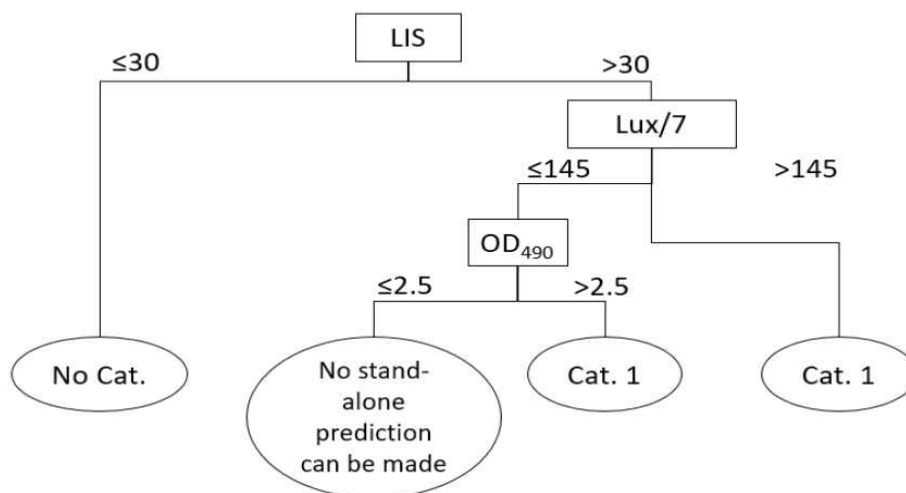 LIS
≤30
>30
Lux/7
≤145
>145
OD₄₉₀
≤2.5
>2.5
No Cat.
No stand-
alone
prediction
can be made
Cat. 1
Cat. 1